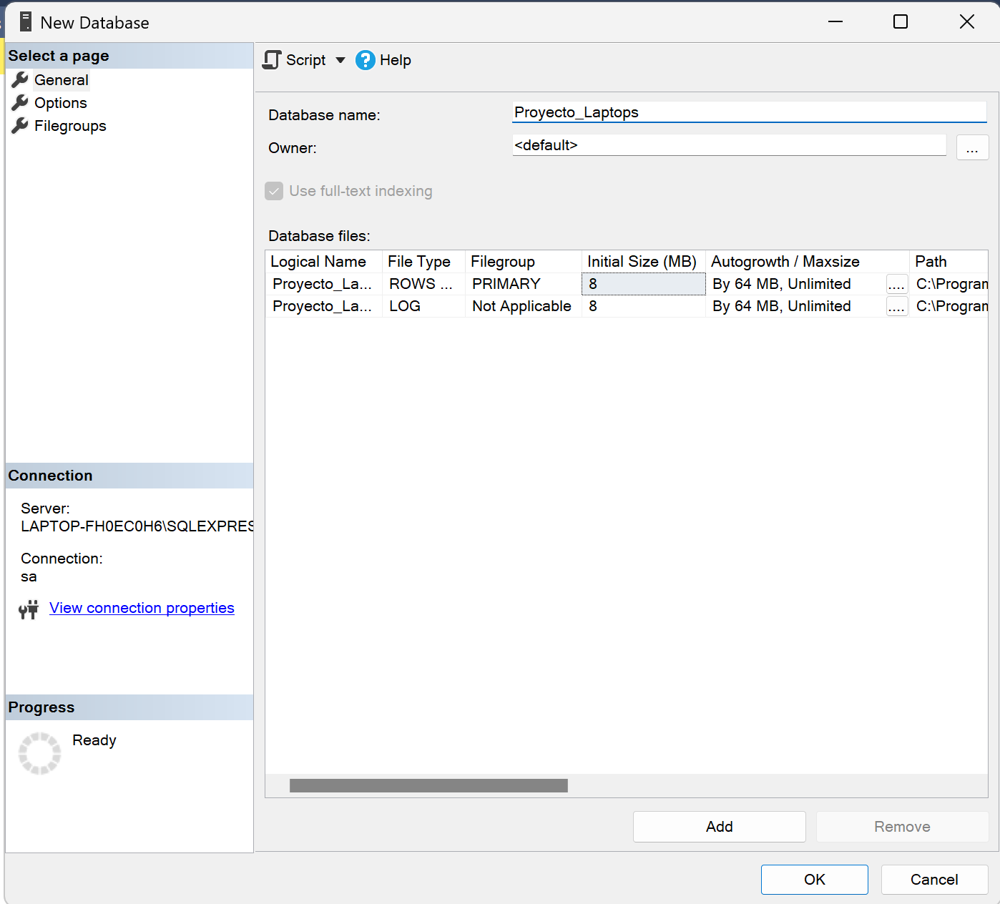 New Database
Select a page
General
Options
Filegroups
Script
Help
Database name:
Proyecto_Laptops
Owner:
<default>
...
Use full-text indexing
Database files:
Logical Name File Type Filegroup Initial Size (MB) Autogrowth / Maxsize Path
Proyecto_La... ROWS ... PRIMARY 8 By 64 MB, Unlimited .... C:\Program
Proyecto_La... LOG Not Applicable 8 By 64 MB, Unlimited .... C:\Program
Connection
Server:
LAPTOP-FH0EC0H6\SQLEXPRES
Connection:
sa
View connection properties
Progress
Ready
Add
Remove
OK
Cancel